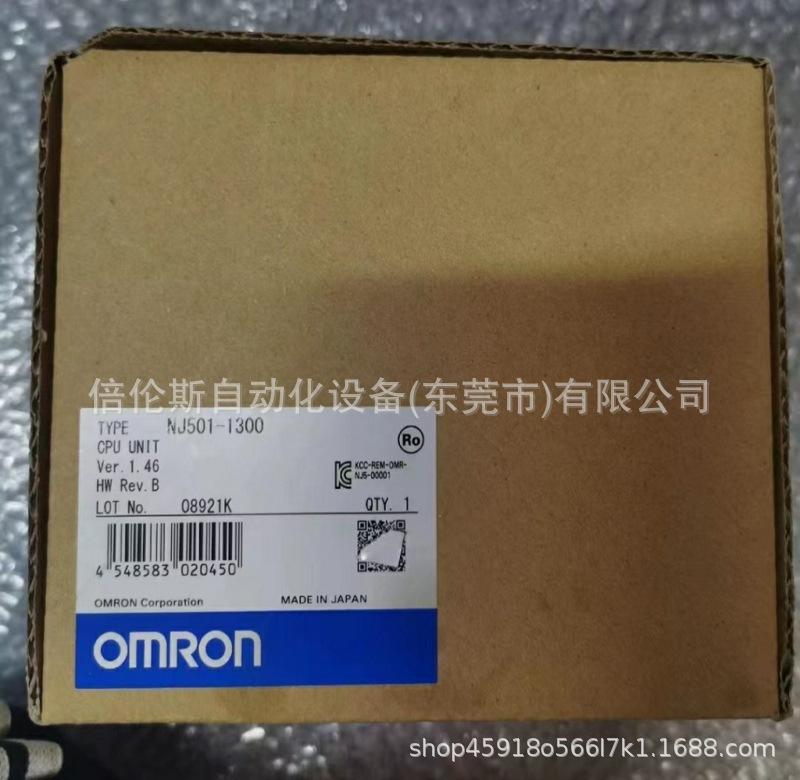 倍伦斯自动化设备(东莞市)有限公司
TYPE NJ501-1300
CPU UNIT
Ver.1.46
HW Rev.B
Ro
KCC-REM-OMR-
NJ5-00001
LOT No. 08921K QTY. 1
4 548583 020450
OMRON Corporation MADE IN JAPAN
OMRON
shop45918o566l7k1.1688.com